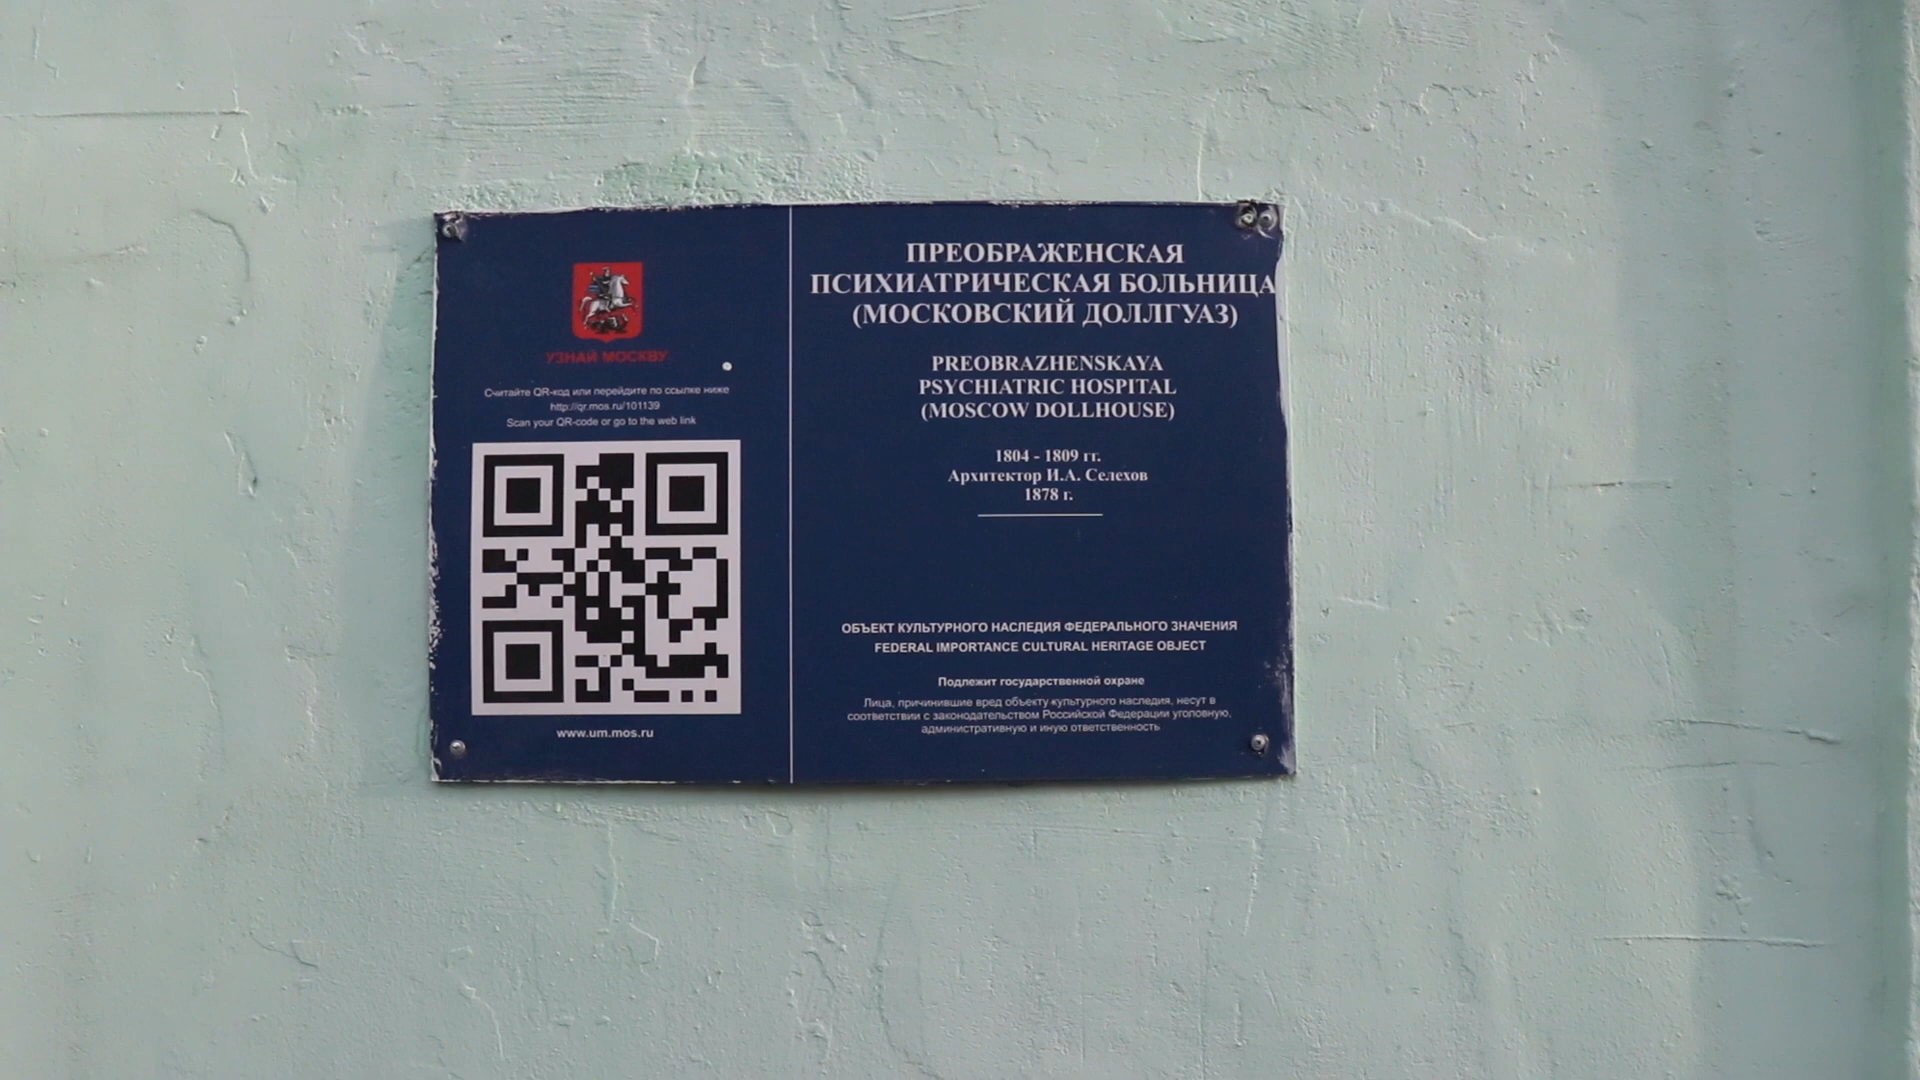 УЗНАЙ МОСКВУ
Считайте QR-код или перейдите по ссылке ниже
http://qr.mos.ru/101139
Scan your QR-code or go to the web link
www.um.mos.ru
ПРЕОБРАЖЕНСКАЯ
ПСИХИАТРИЧЕСКАЯ БОЛЬНИЦА
(МОСКОВСКИЙ ДОЛЛГУАЗ)
PREOBRAZHENSKAYA
PSYCHIATRIC HOSPITAL
(MOSCOW DOLLHOUSE)
1804 - 1809 гг.
Архитектор И.А. Селехов
1878 г.
ОБЪЕКТ КУЛЬТУРНОГО НАСЛЕДИЯ ФЕДЕРАЛЬНОГО ЗНАЧЕНИЯ
FEDERAL IMPORTANCE CULTURAL HERITAGE OBJECT
Подлежит государственной охране
Лица, причинившие вред объекту культурного наследия, несут в
соответствии с законодательством Российской Федерации уголовную,
административную и иную ответственность